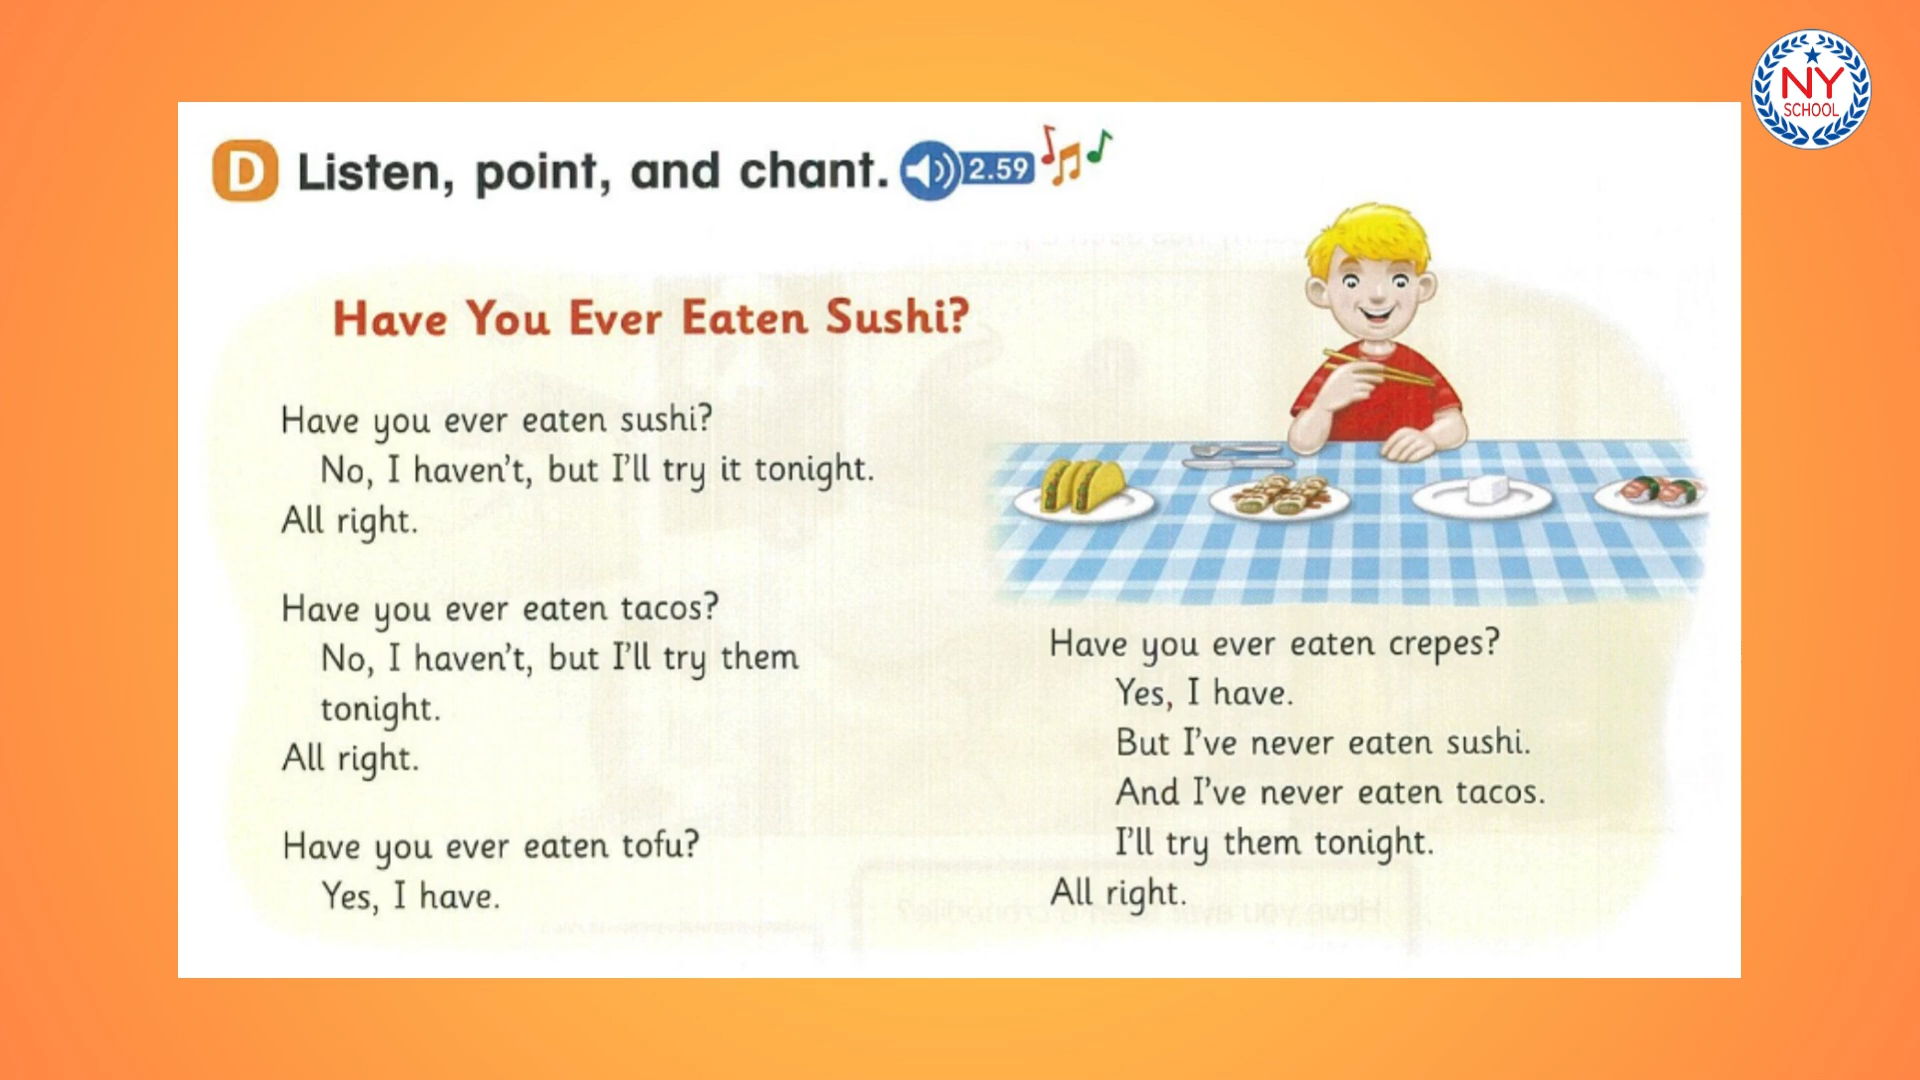 NY
SCHOOL
D Listen, point, and chant. 2.59
Have You Ever Eaten Sushi?
Have you ever eaten sushi?
No, I haven't, but I'll try it tonight.
All right.
Have you ever eaten tacos?
No, I haven't, but I'll try them
tonight.
All right.
Have you ever eaten tofu?
Yes, I have.
Have you ever eaten crepes?
Yes, I have.
But I've never eaten sushi.
And I've never eaten tacos.
I'll try them tonight.
All right.